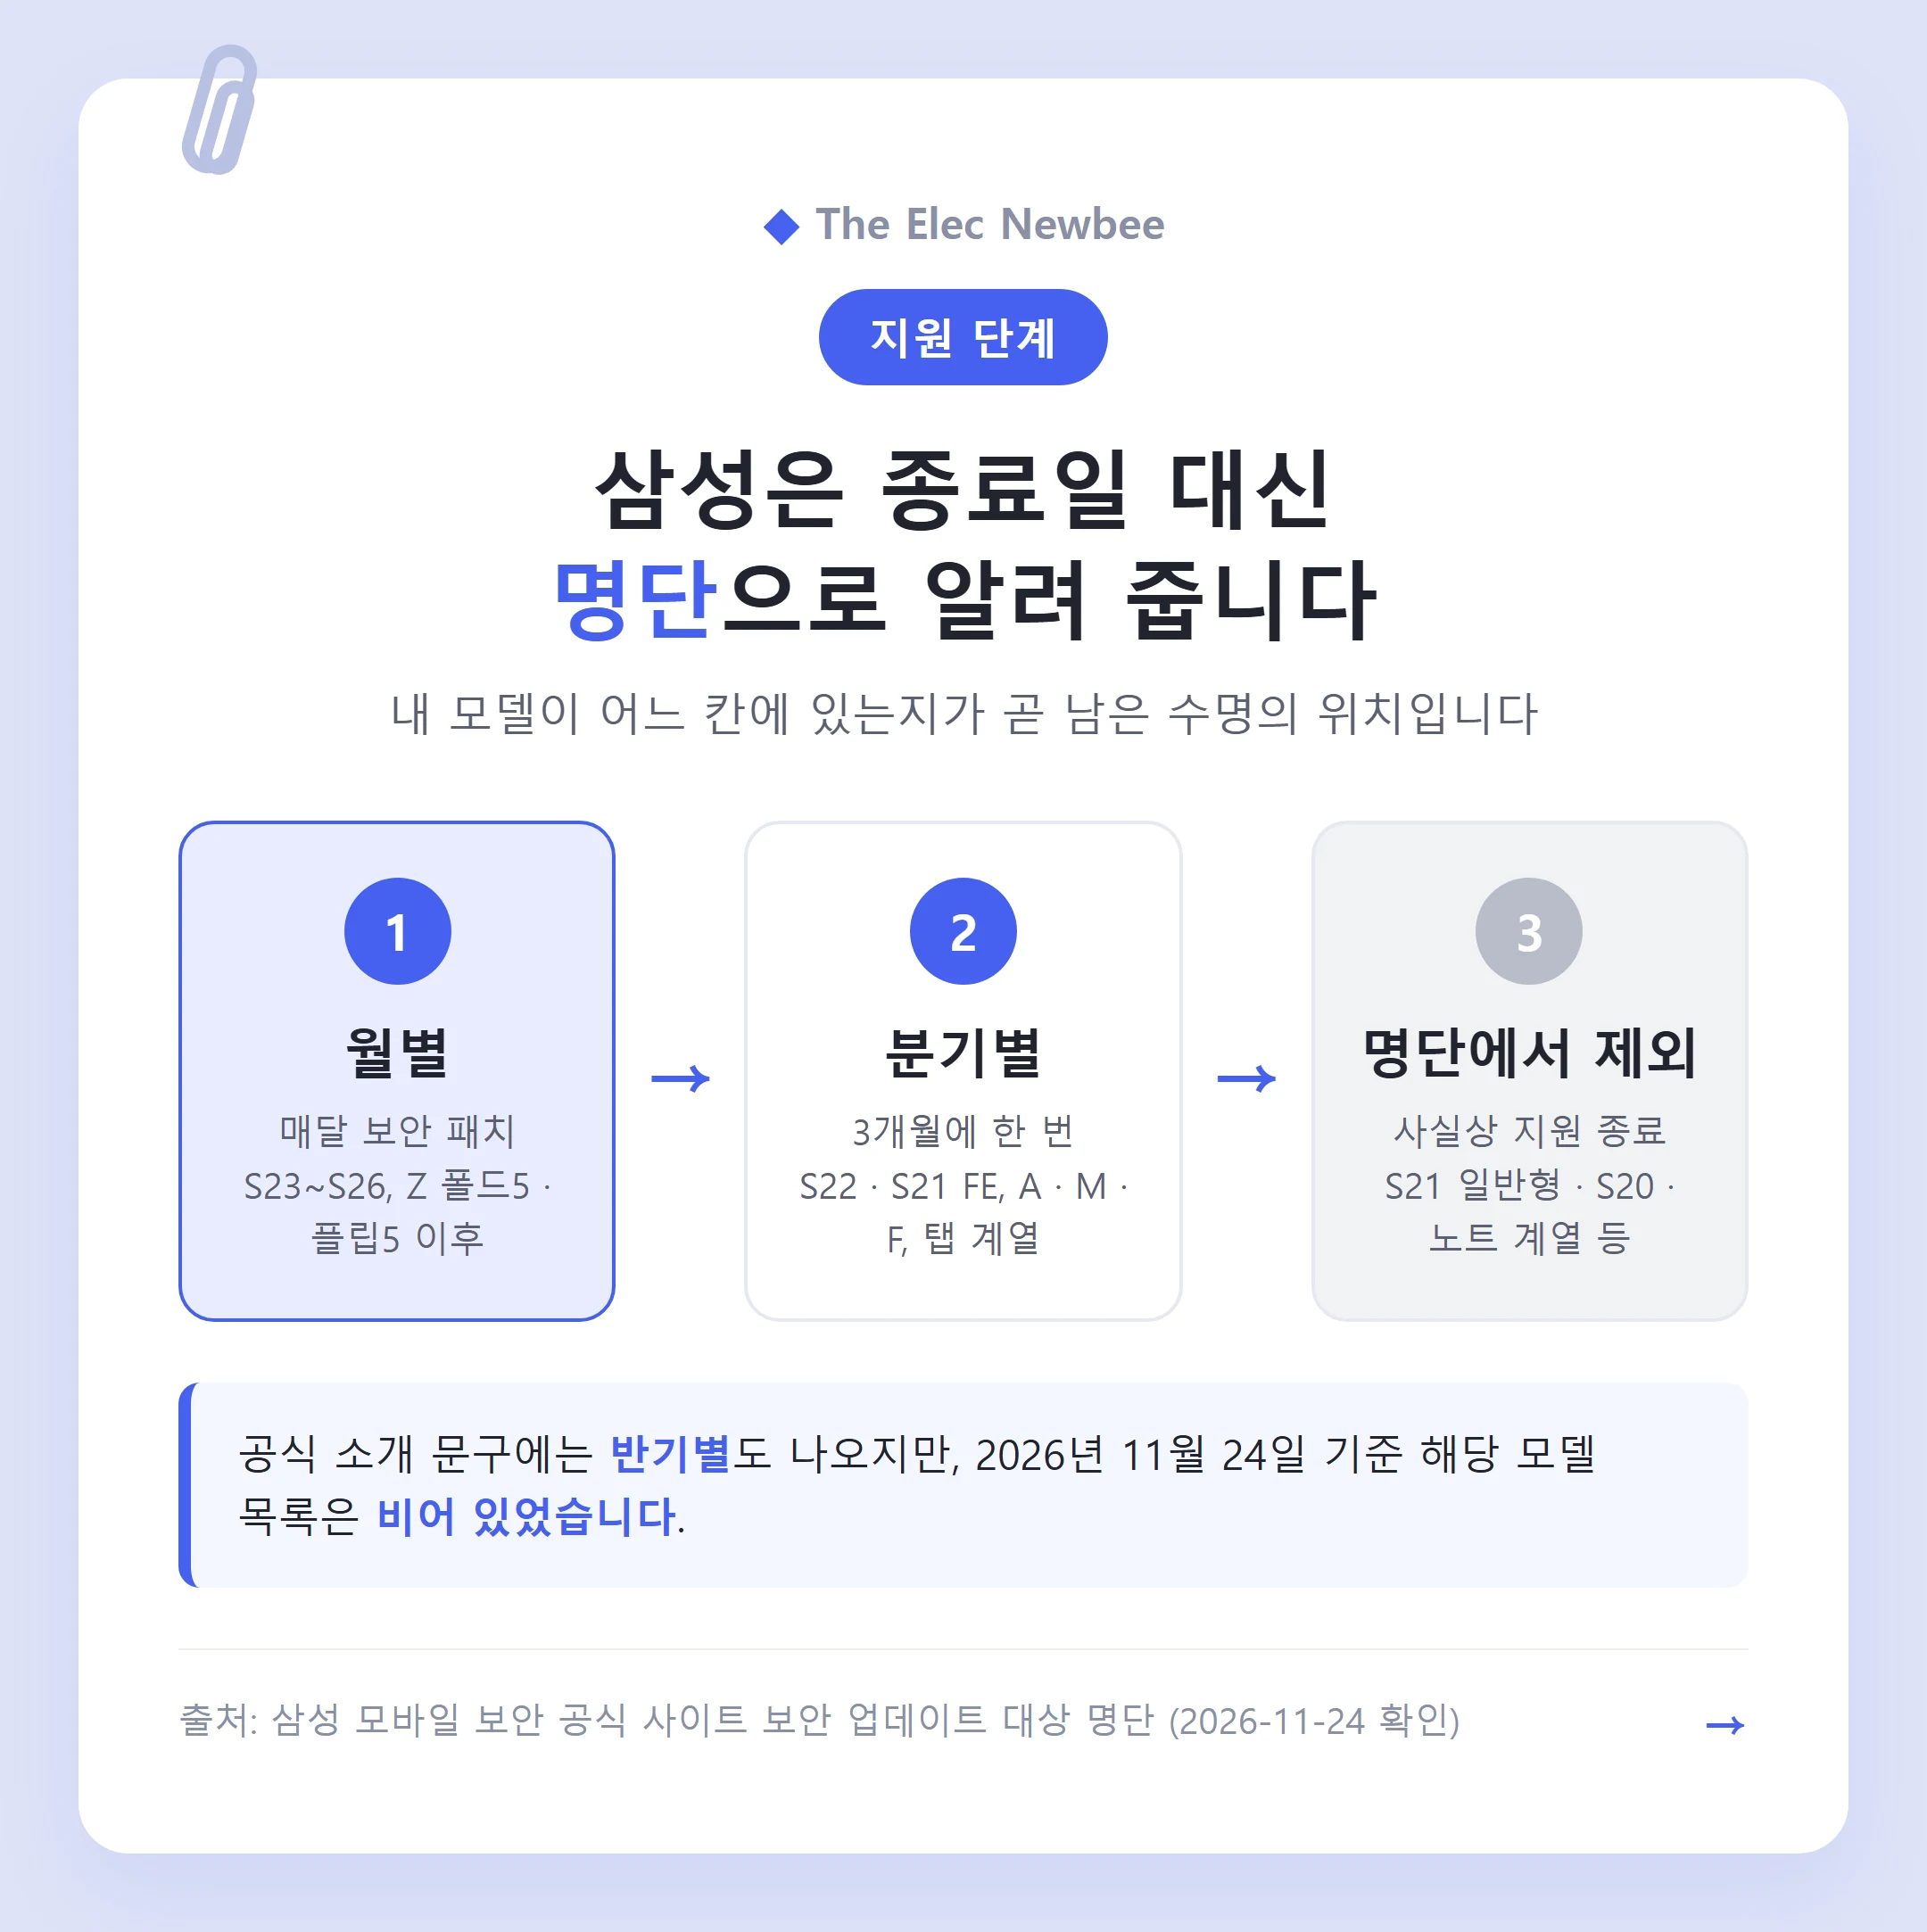 The Elec Newbee
지원 단계
삼성은 종료일 대신
명단으로 알려 줍니다
내 모델이 어느 칸에 있는지가 곧 남은 수명의 위치입니다
1
월별
매달 보안 패치
S23~S26, Z 폴드5 ·
플립5 이후
→
2
분기별
3개월에 한 번
S22 · S21 FE, A · M ·
F, 탭 계열
→
3
명단에서 제외
사실상 지원 종료
S21 일반형 · S20 ·
노트 계열 등
공식 소개 문구에는 반기별도 나오지만, 2026년 11월 24일 기준 해당 모델
목록은 비어 있었습니다.
출처: 삼성 모바일 보안 공식 사이트 보안 업데이트 대상 명단 (2026-11-24 확인)
→